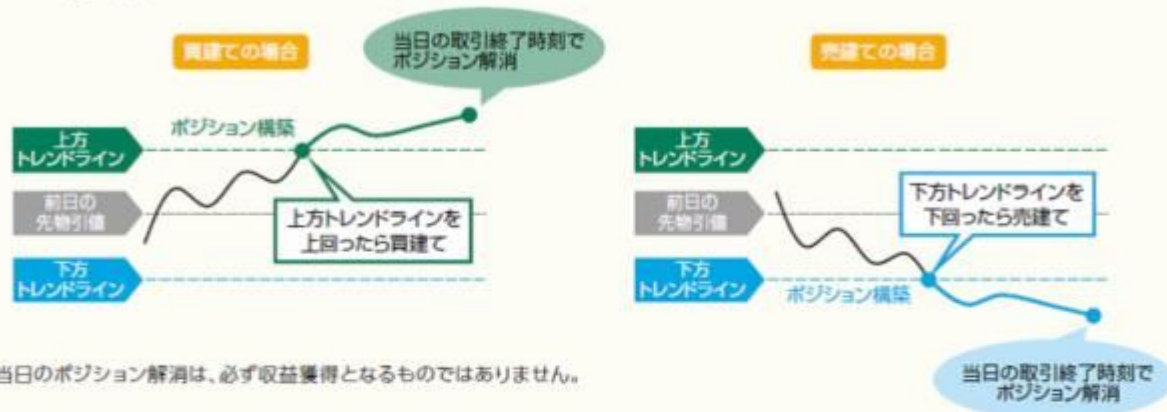 買建ての場合
当日の取引終了時刻で
ポジション解消
上方
トレンドライン
ポジション構築
前日の
先物引値
上方トレンドラインを
上回ったら買建て
下方
トレンドライン
売建ての場合
上方
トレンドライン
前日の
先物引値
下方トレンドラインを
下回ったら売建て
下方
トレンドライン
ポジション構築
当日の取引終了時刻で
ポジション解消
当日のポジション解消は、必ず収益獲得となるものではありません。